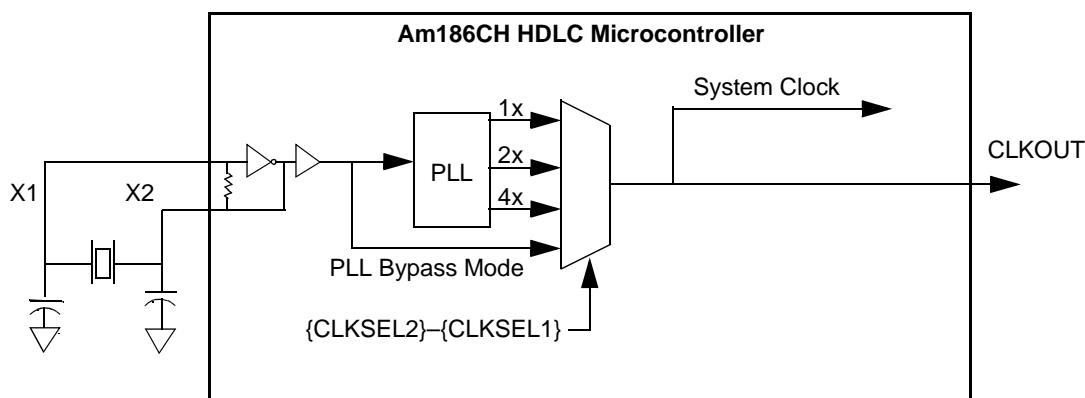 Am186CH HDLC Microcontroller
System Clock
1x
CLKOUT
2x
PLL
X1
X2
4x
PLL Bypass Mode
{CLKSEL2}–{CLKSEL1}